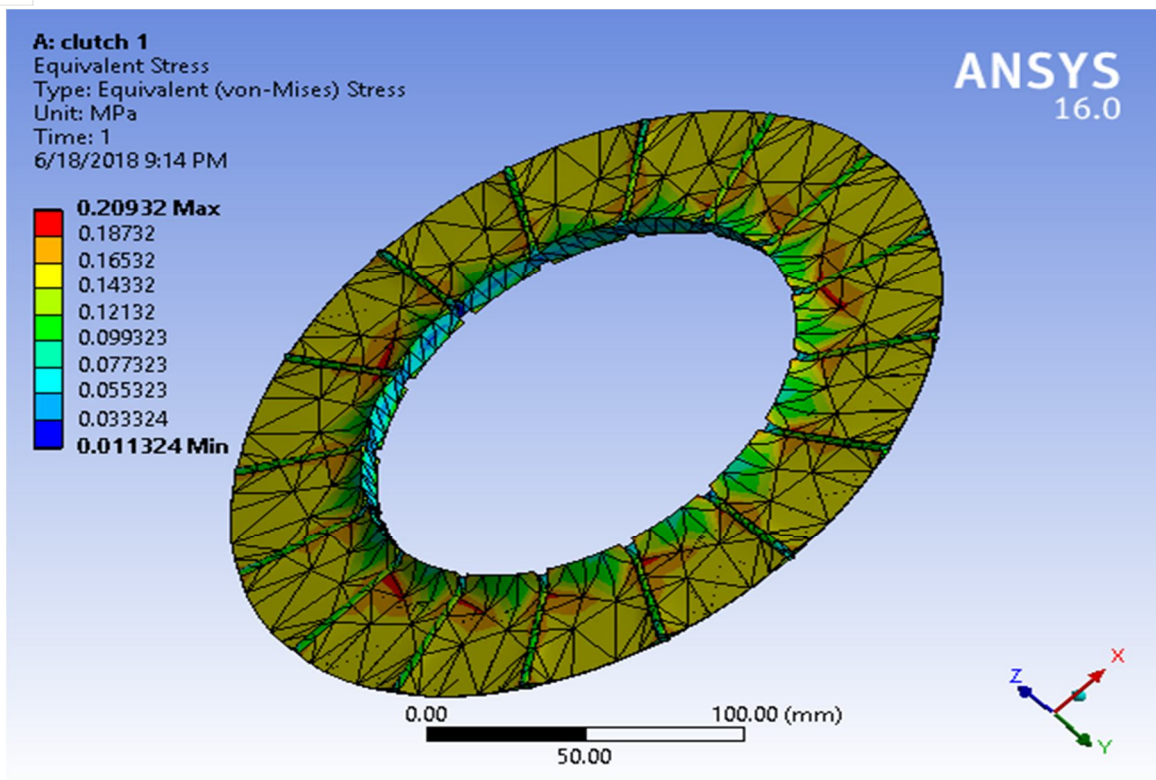 A: clutch 1
Equivalent Stress
Type: Equivalent (von-Mises) Stress
Unit: MPa
Time: 1
6/18/2018 9:14 PM
ANSYS
16.0
0.20932 Max
0.18732
0.16532
0.14332
0.12132
0.099323
0.077323
0.055323
0.033324
0.011324 Min
0.00
100.00 (mm)
50.00
X
Z
Y